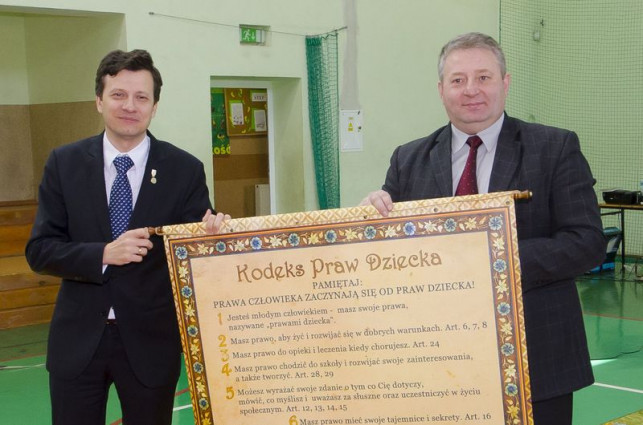 Kodeks Praw Dziecka
PAMIĘTAJ:
PRAWA CZŁOWIEKA ZACZYNAJĄ SIĘ OD PRAW DZIECKA!
1 Jesteś młodym człowiekiem - masz swoje prawa,
nazywane „prawami dziecka".
2 Masz prawo, aby żyć i rozwijać się w dobrych warunkach. Art. 6, 7, 8
3 Masz prawo do opieki i leczenia kiedy chorujesz. Art. 24
4 Masz prawo chodzić do szkoły i rozwijać swoje zainteresowania,
a także tworzyć. Art. 28, 29
5 Możesz wyrażać swoje zdanie o tym co Cię dotyczy,
mówić, co myślisz i uważasz za słuszne oraz uczestniczyć w życiu
społecznym. Art. 12, 13, 14, 15
6 Masz prawo mieć swoje tajemnice i sekrety. Art. 16